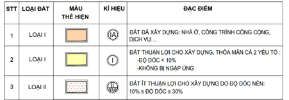 STT LOẠI ĐẤT MÀU THỂ HIỆN KÍ HIỆU ĐẶC ĐIỂM
1 LOẠI I IA ĐẤT ĐÃ XÂY DỰNG: NHÀ Ở, CÔNG TRÌNH CÔNG CỘNG,
DỊCH VỤ...
2 LOẠI I I ĐẤT THUẬN LỢI CHO XÂY DỰNG, THỎA MÃN CẢ 2 YẾU TỐ :
-ĐỘ DỐC < 10%
-KHÔNG BỊ NGẬP ÚNG
3 LOẠI II II ĐẤT ÍT THUẬN LỢI CHO XÂY DỰNG DO ĐỘ DỐC NỀN:
10% ≤ ĐỘ DỐC ≤ 30%